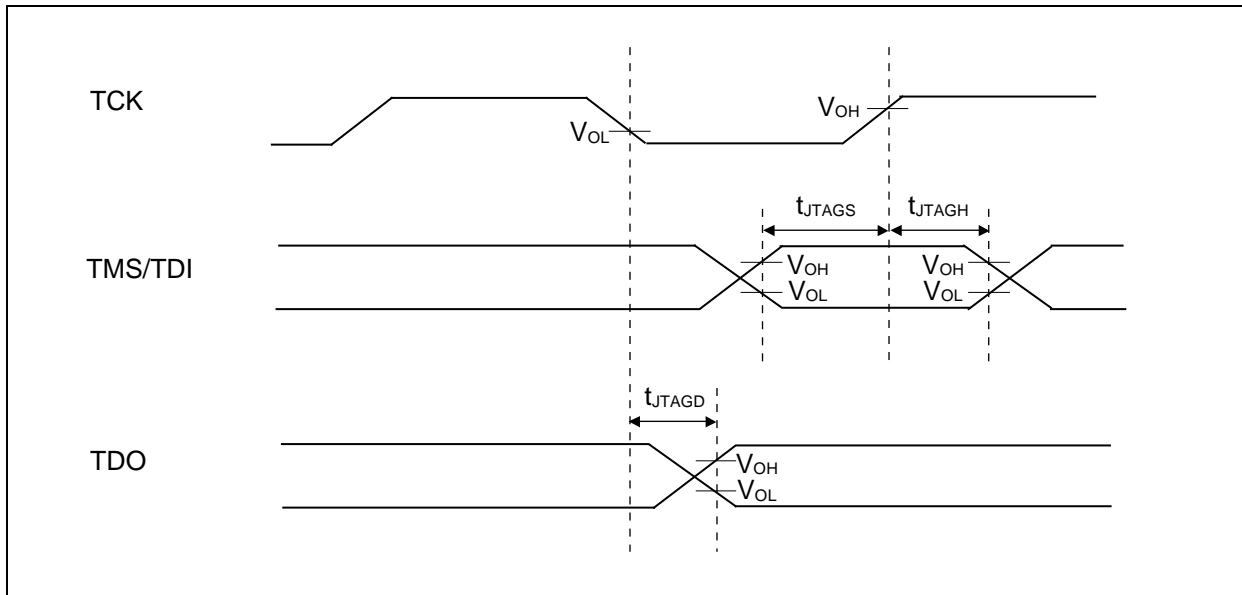 TCK
VOL
VOH
tJTAGS
tJTAGH
TMS/TDI
VOH
VOL
VOH
VOL
tJTAGD
TDO
VOH
VOL